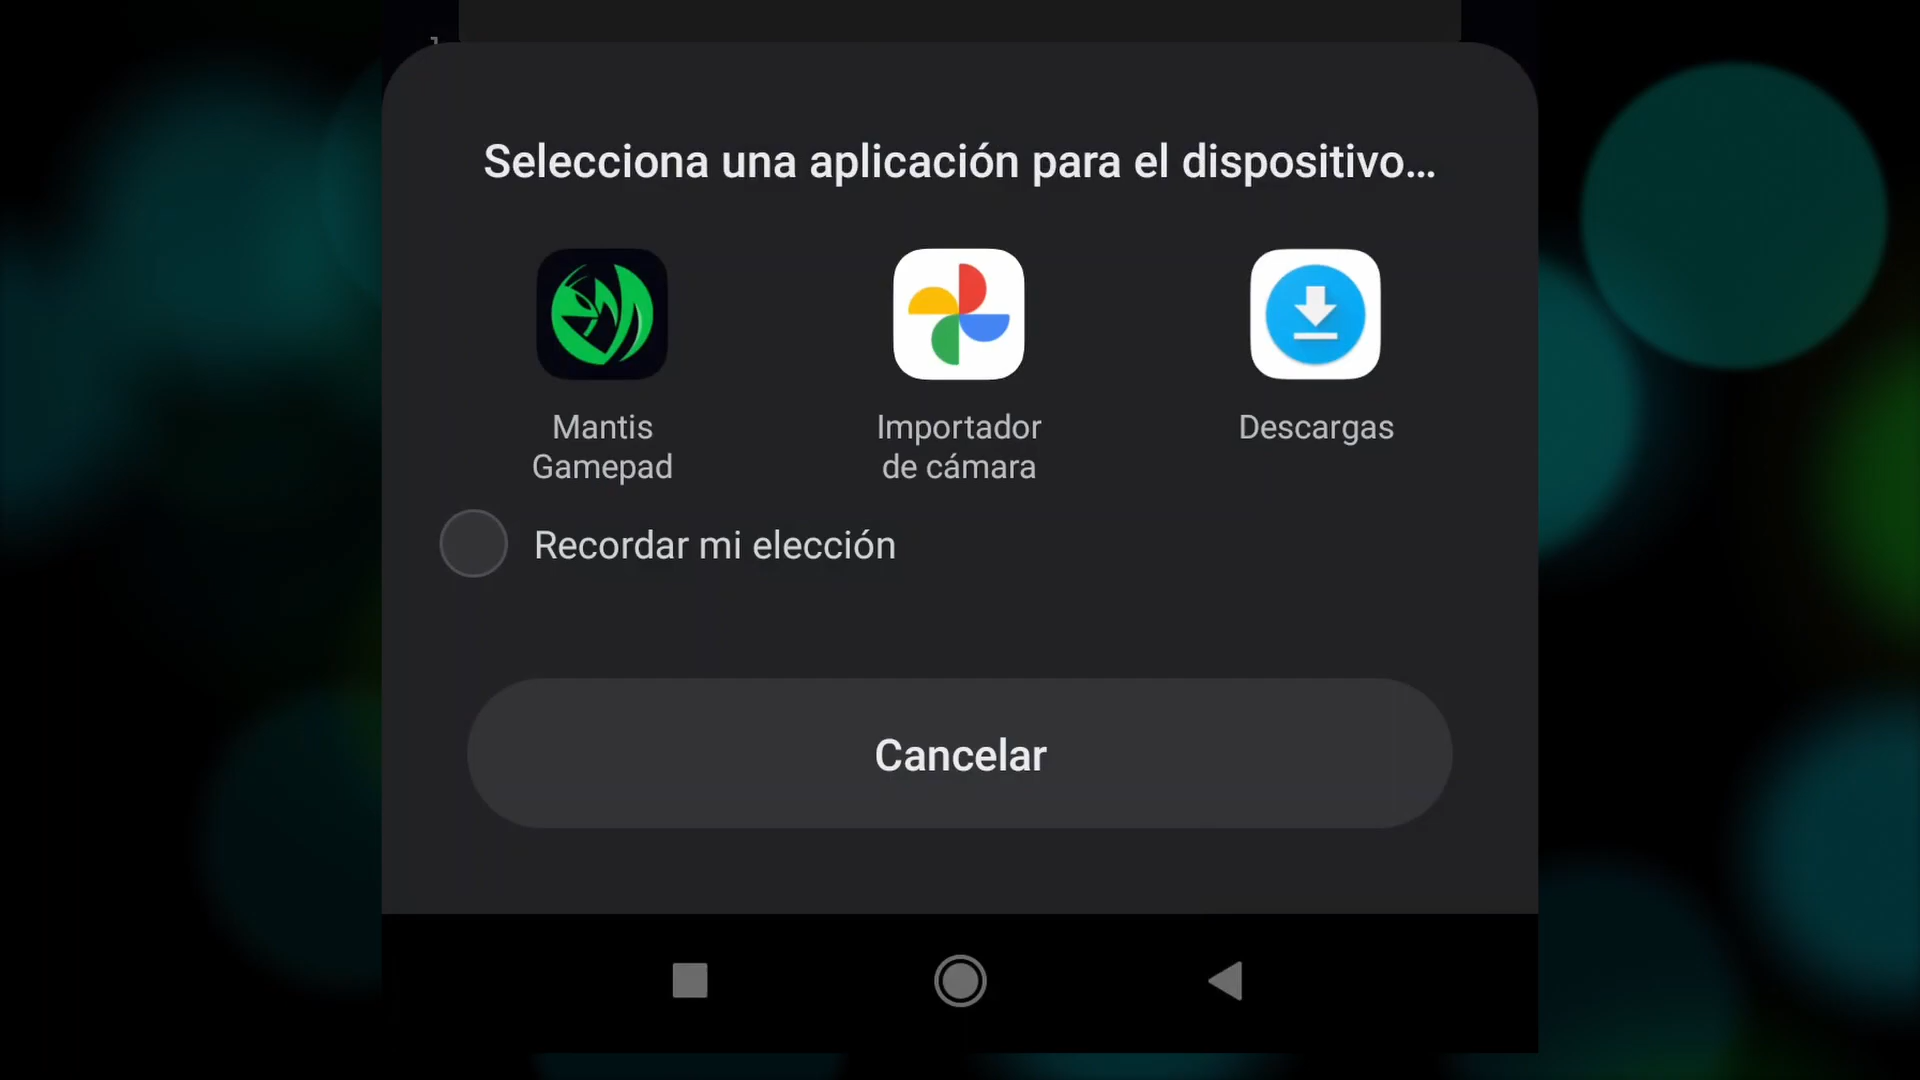 Selecciona una aplicación para el dispositivo...
Mantis
Gamepad
Importador
de cámara
Descargas
Recordar mi elección
Cancelar